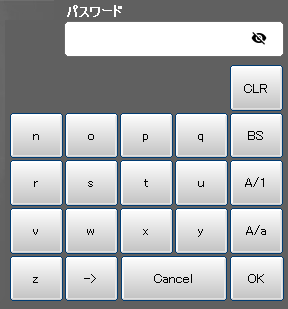 パスワード
CLR
n o p q BS
r s t u A/1
v w x y A/a
z -> Cancel OK